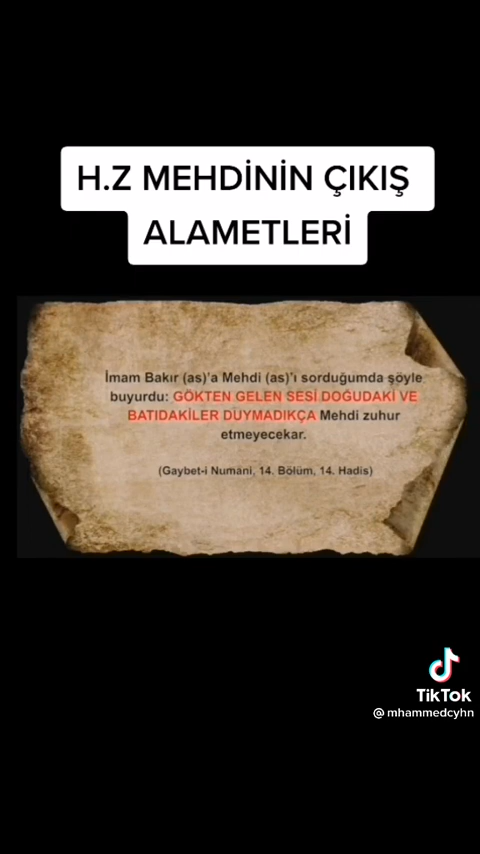 H.Z MEHDİNİN ÇIKIŞ
ALAMETLERİ
İmam Bakır (as)'a Mehdi (as)'ı sorduğumda şöyle
buyurdu: GÖKTEN GELEN SESİ DOĞUDAKİ VE
BATIDAKİLER DUYMADIKÇA Mehdi zuhur
etmeyecekar.
(Gaybet-i Numani, 14. Bölüm, 14. Hadis)
TikTok
@mhammedcyhn